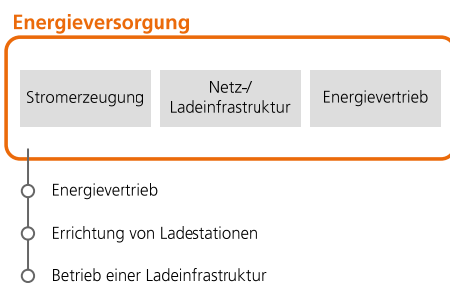 Energieversorgung
Stromerzeugung
Netz-/
Ladeinfrastruktur
Energievertrieb
Energievertrieb
Errichtung von Ladestationen
Betrieb einer Ladeinfrastruktur